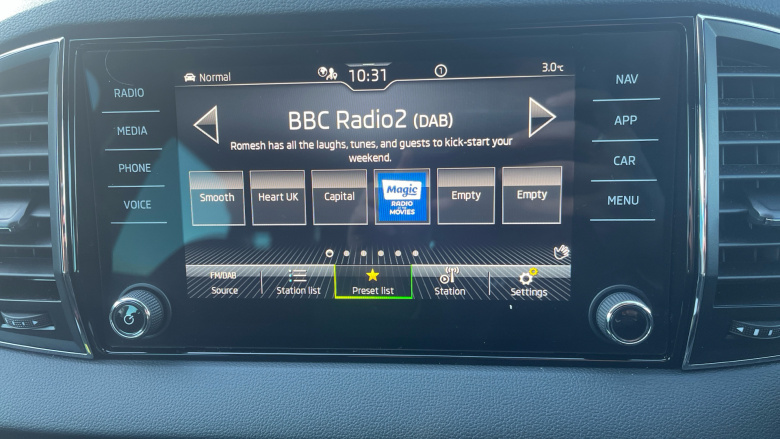 RADIO
MEDIA
PHONE
VOICE
Normal
10:31
1
3.0°C
BBC Radio2 (DAB)
Romesh has all the laughs, tunes, and guests to kick-start your
weekend.
Smooth
Heart UK
Capital
Magic
RADIO
MOVIES
Empty
Empty
FM/DAB
Source
Station list
Preset list
Station
Settings
NAV
APP
CAR
MENU